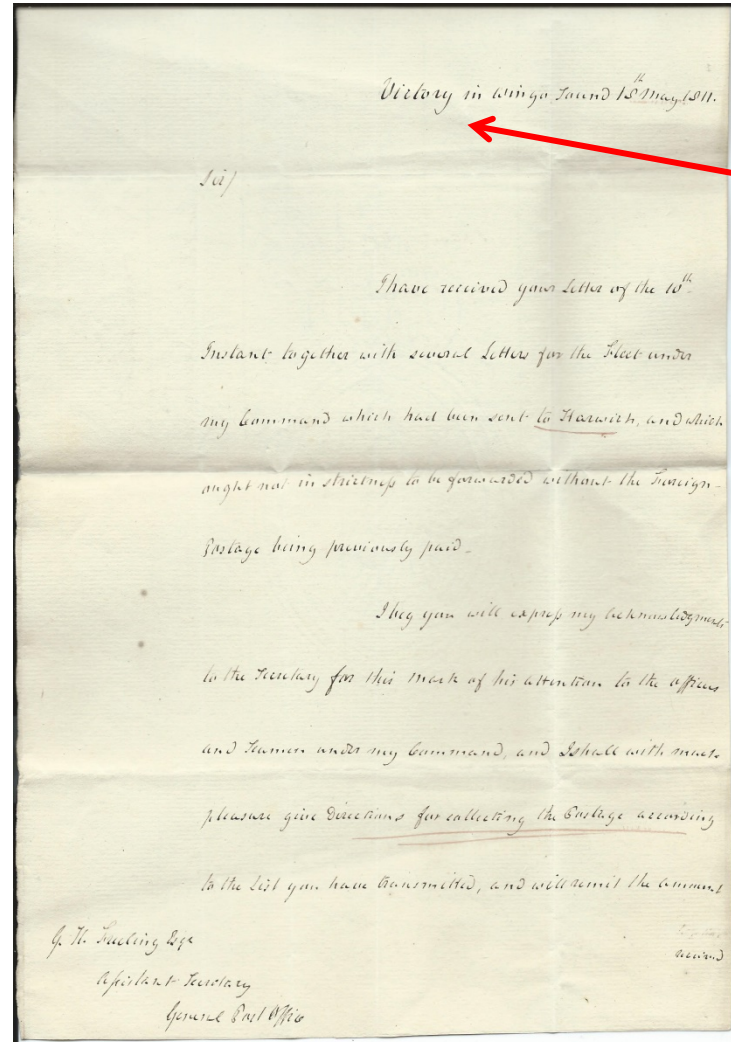 Victory in Wingo Sound 18th May 1811.
Sir/
I have received your Letter of the 10th
Instant together with several Letters for the Fleet under
my Command which had been sent to Harwich, and which
ought not in strictness to be forwarded without the Foreign
Postage being previously paid_
I beg you will express my acknowledgments
to the Secretary for this mark of his attention to the officers
and Seamen under my Command, and I shall with much
pleasure give Directions for collecting the Postage according
to the List you have transmitted, and will remit the amount
received
G. H. Freeling Esqe
Assistant Secretary
General Post Office